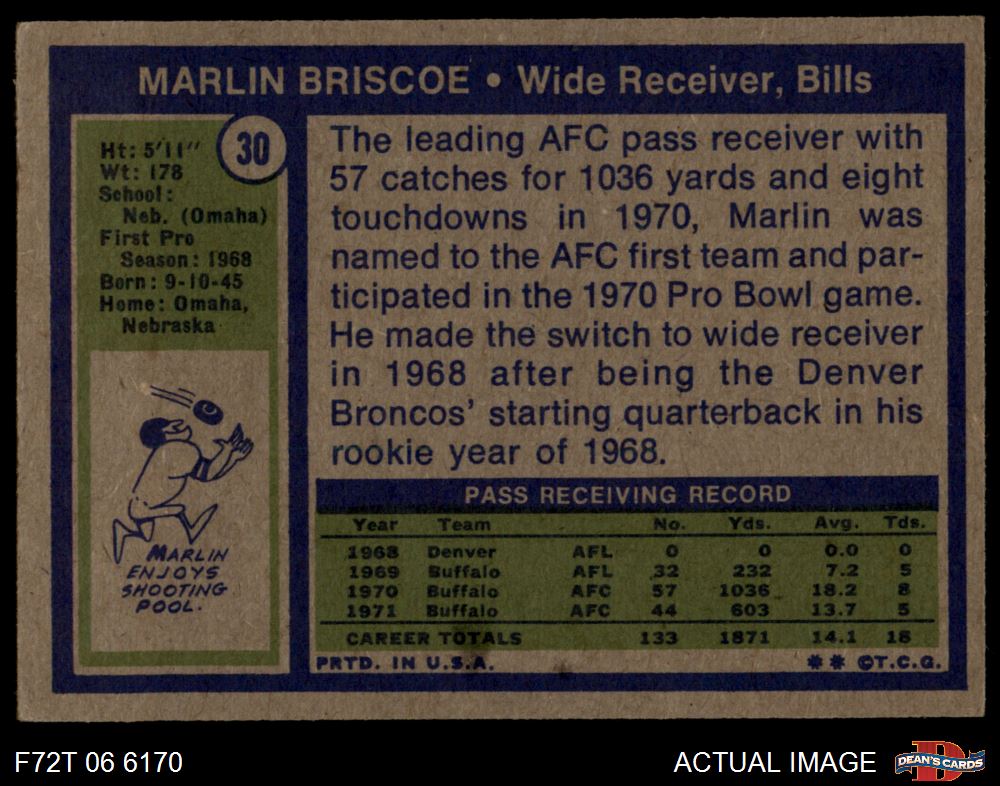 MARLIN BRISCOE • Wide Receiver, Bills
30
Ht: 5'11"
Wt: 178
School:
Neb. (Omaha)
First Pro
Season: 1968
Born: 9-10-45
Home: Omaha,
Nebraska
MARLIN
ENJOYS
SHOOTING
POOL.
The leading AFC pass receiver with
57 catches for 1036 yards and eight
touchdowns in 1970, Marlin was
named to the AFC first team and par-
ticipated in the 1970 Pro Bowl game.
He made the switch to wide receiver
in 1968 after being the Denver
Broncos' starting quarterback in his
rookie year of 1968.
PASS RECEIVING RECORD
Year Team No. Yds. Avg. Tds.
1968 Denver AFL 0 0 0.0 0
1969 Buffalo AFL 32 232 7.2 5
1970 Buffalo AFC 57 1036 18.2 8
1971 Buffalo AFC 44 603 13.7 5
CAREER TOTALS 133 1871 14.1 18
PRTD. IN U.S.A. ** ©T.C.G.
F72T 06 6170 ACTUAL IMAGE
D
DEAN'S CARDS